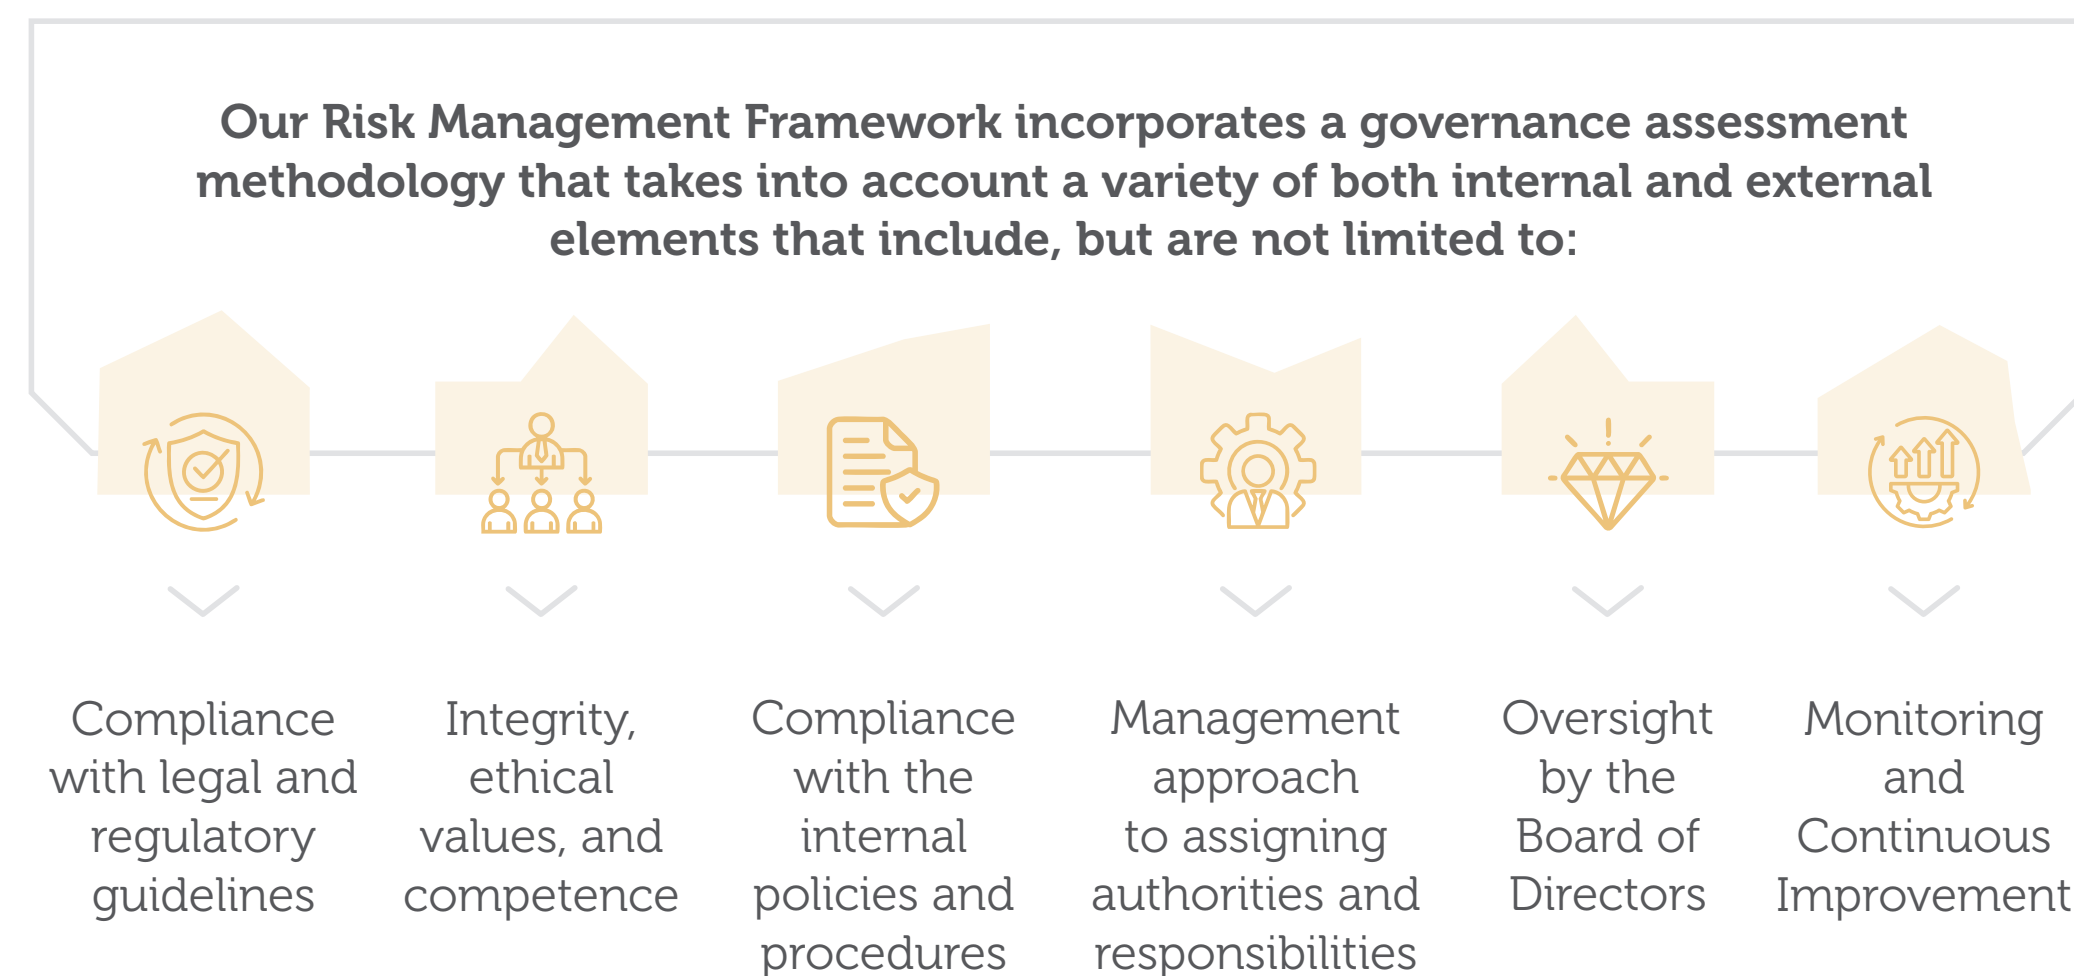 Our Risk Management Framework incorporates a governance assessment
methodology that takes into account a variety of both internal and external
elements that include, but are not limited to:
Compliance
with legal and
regulatory
guidelines
Integrity,
ethical
values, and
competence
Compliance
with the
internal
policies and
procedures
Management
approach
to assigning
authorities and
responsibilities
Oversight
by the
Board of
Directors
Monitoring
and
Continuous
Improvement